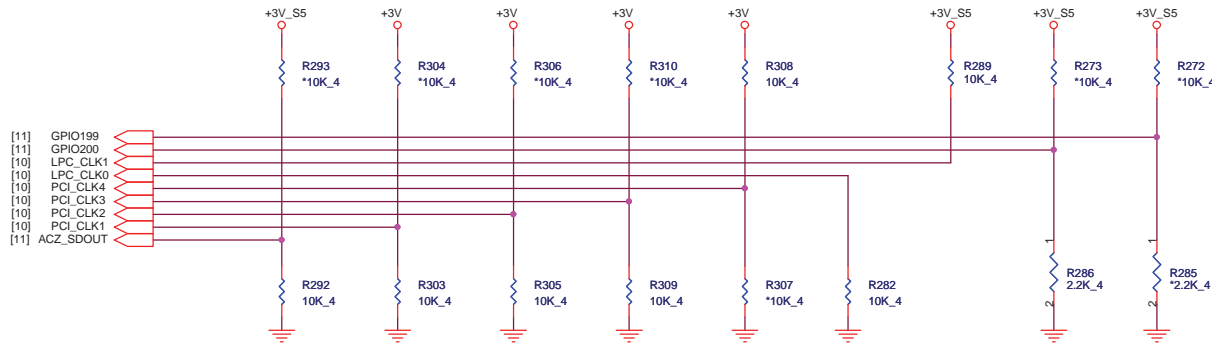 +3V_S5 +3V +3V +3V +3V +3V_S5 +3V_S5 +3V_S5
R293 R304 R306 R310 R308 R289 R273 R272
*10K_4 *10K_4 *10K_4 *10K_4 10K_4 10K_4 *10K_4 *10K_4
[11] GPIO199
[11] GPIO200
[10] LPC_CLK1
[10] LPC_CLK0
[10] PCI_CLK4
[10] PCI_CLK3
[10] PCI_CLK2
[10] PCI_CLK1
[11] ACZ_SDOUT
1 1
R286 R285
2.2K_4 *2.2K_4
R292 R303 R305 R309 R307 R282
10K_4 10K_4 10K_4 10K_4 *10K_4 10K_4
2 2